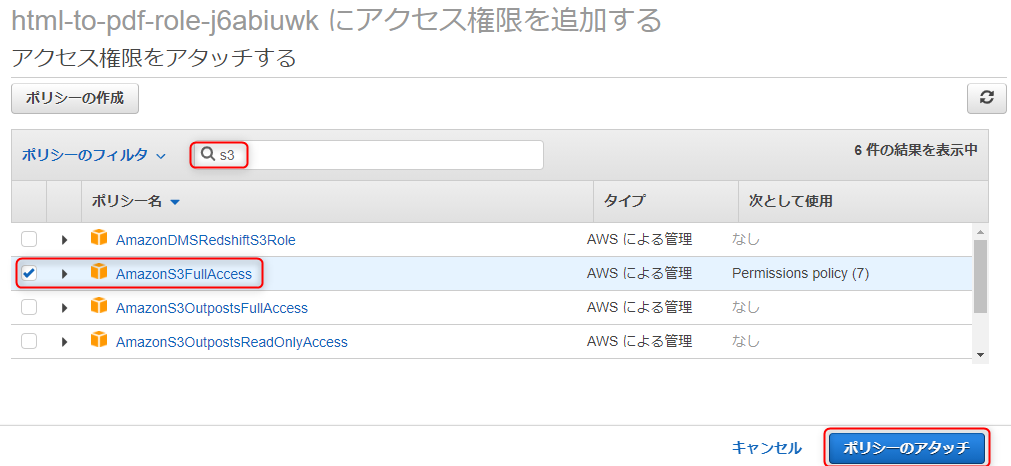 html-to-pdf-role-j6abiuwk にアクセス権限を追加する
アクセス権限をアタッチする
ポリシーの作成
ポリシーのフィルタ s3 6 件の結果を表示中
ポリシー名 タイプ 次として使用
AmazonDMSRedshiftS3Role AWS による管理 なし
AmazonS3FullAccess AWS による管理 Permissions policy (7)
AmazonS3OutpostsFullAccess AWS による管理 なし
AmazonS3OutpostsReadOnlyAccess AWS による管理 なし
キャンセル ポリシーのアタッチ